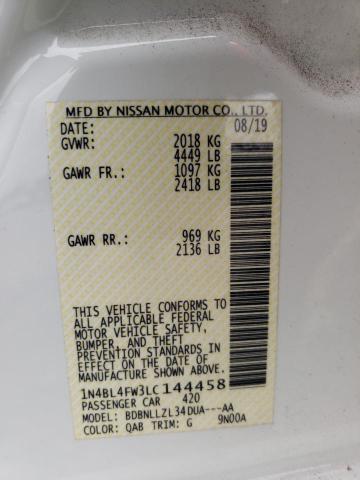 MFD BY NISSAN MOTOR CO., LTD.
DATE: 08/19
GVWR: 2018 KG
4449 LB
GAWR FR.: 1097 KG
2418 LB
GAWR RR.: 969 KG
2136 LB
THIS VEHICLE CONFORMS TO
ALL APPLICABLE FEDERAL
MOTOR VEHICLE SAFETY,
BUMPER, AND THEFT
PREVENTION STANDARDS
IN EFFECT ON THE DATE OF
MANUFACTURE SHOWN ABOVE.
1N4BL4FW3LC144458
PASSENGER CAR 420
MODEL: BDBNLLZL34DUA---AA
COLOR: QAB TRIM: G 9N00A